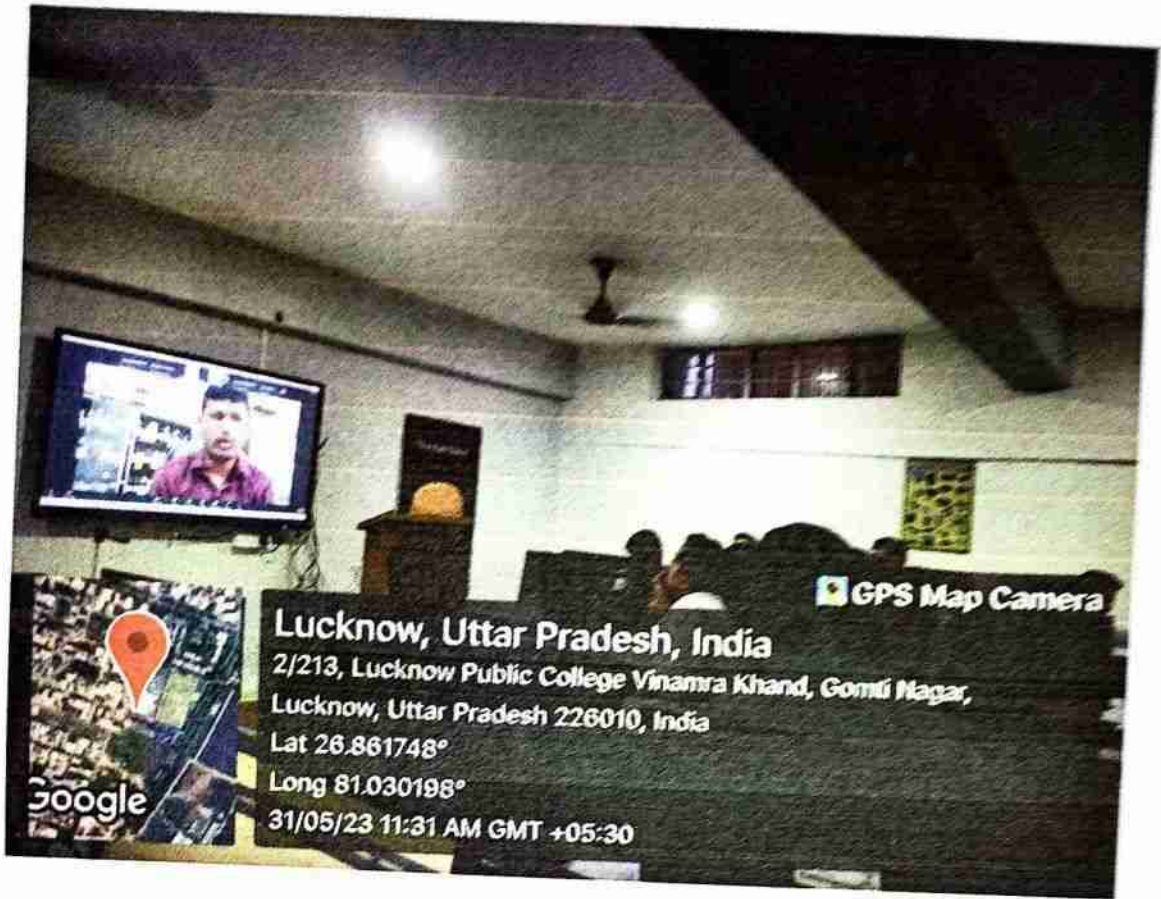 GPS Map Camera
Lucknow, Uttar Pradesh, India
2/213, Lucknow Public College Vinamra Khand, Gomti Nagar,
Lucknow, Uttar Pradesh 226010, India
Lat 26.861748°
Long 81.030198°
31/05/23 11:31 AM GMT +05:30
Google